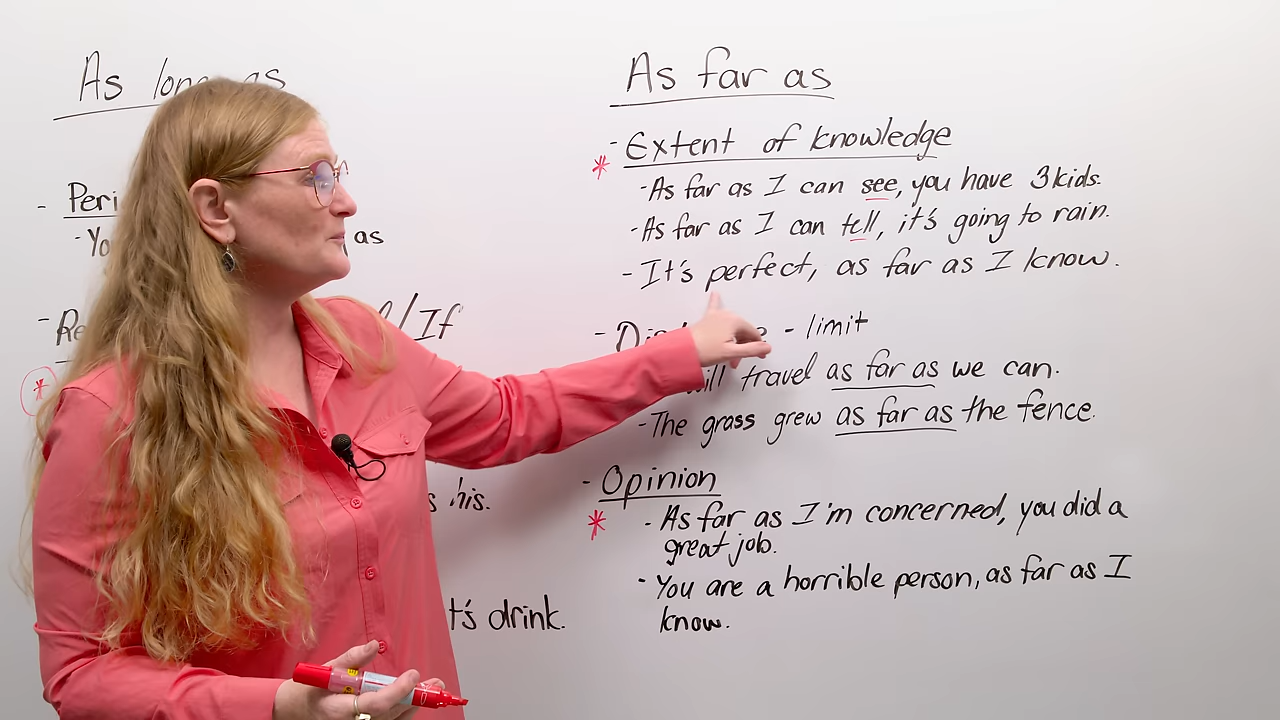 As long as
- Peri
- Yo
as
- Re
/If
*
s his.
t's drink.
As far as
- Extent of knowledge
*
- As far as I can see, you have 3 kids.
- As far as I can tell, it's going to rain.
- It's perfect, as far as I know.
- limit
will travel as far as we can.
- The grass grew as far as the fence.
- Opinion
*
- As far as I'm concerned, you did a
great job.
- You are a horrible person, as far as I
know.